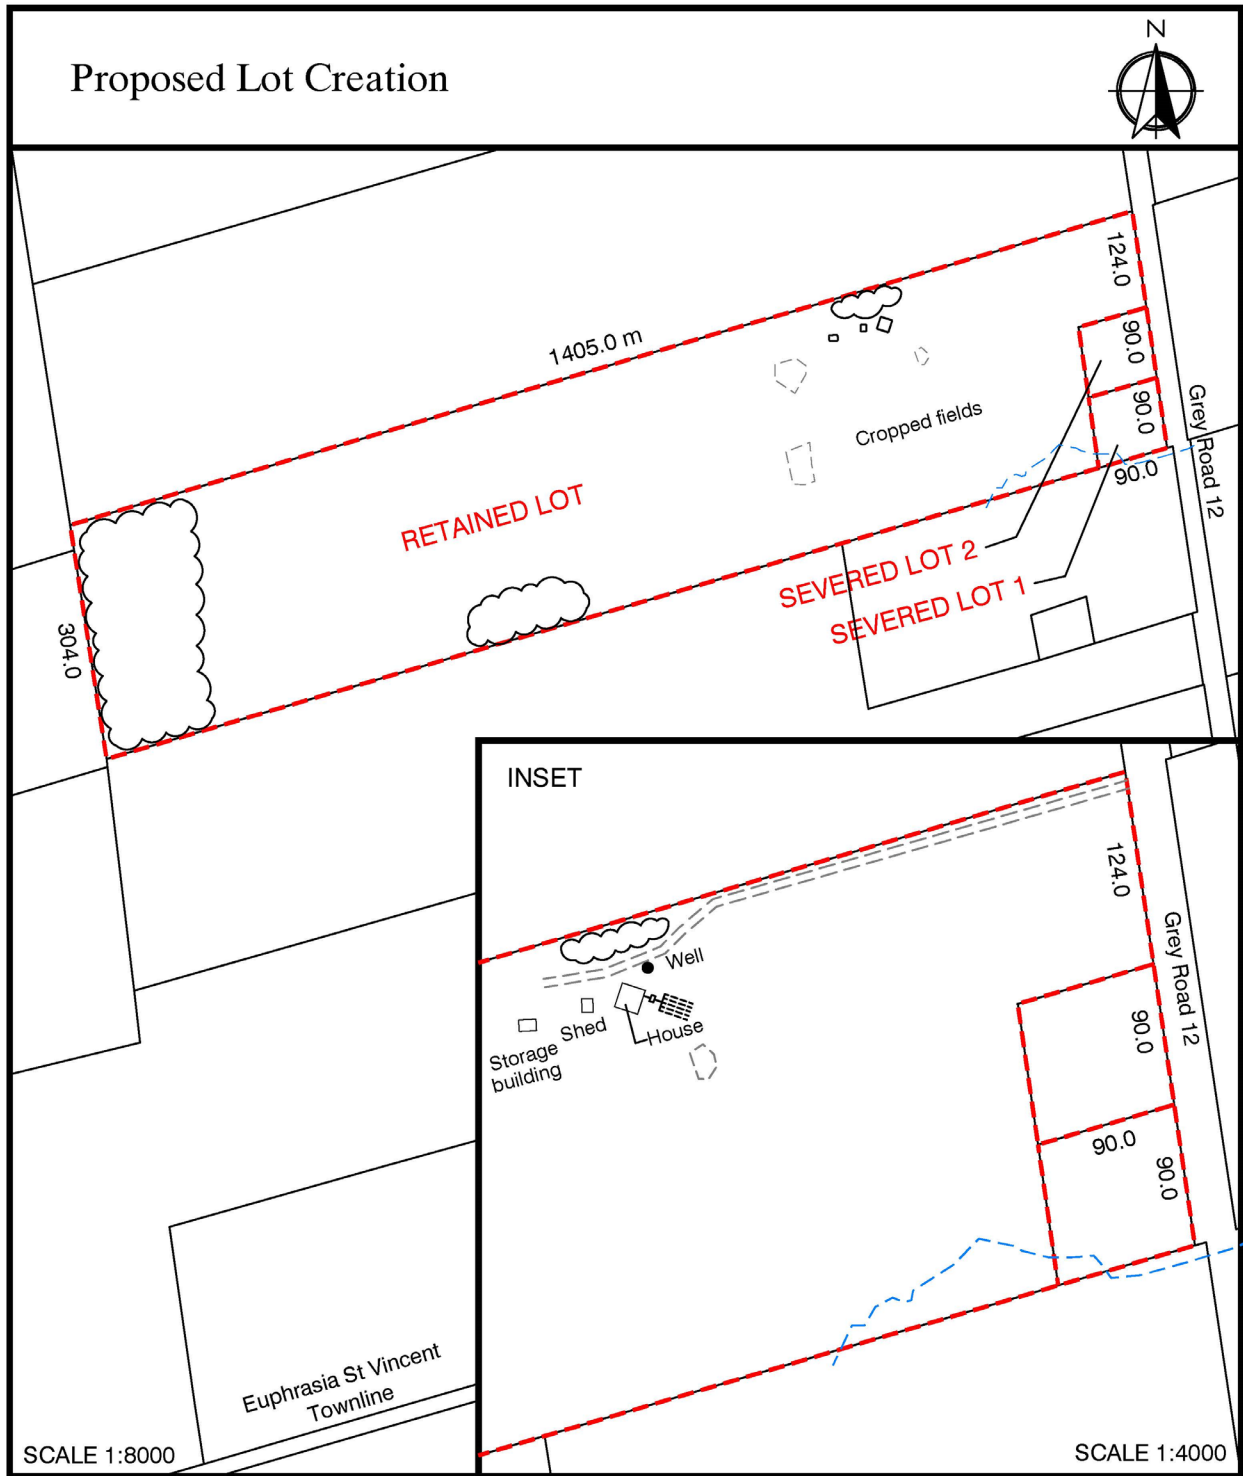 Proposed Lot Creation
N
1405.0 m
124.0
90.0
90.0
90.0
Grey Road 12
Cropped fields
RETAINED LOT
304.0
SEVERED LOT 2
SEVERED LOT 1
INSET
124.0
Grey Road 12
Well
House
Shed
Storage
building
90.0
90.0
90.0
Euphrasia St Vincent
Townline
SCALE 1:8000
SCALE 1:4000